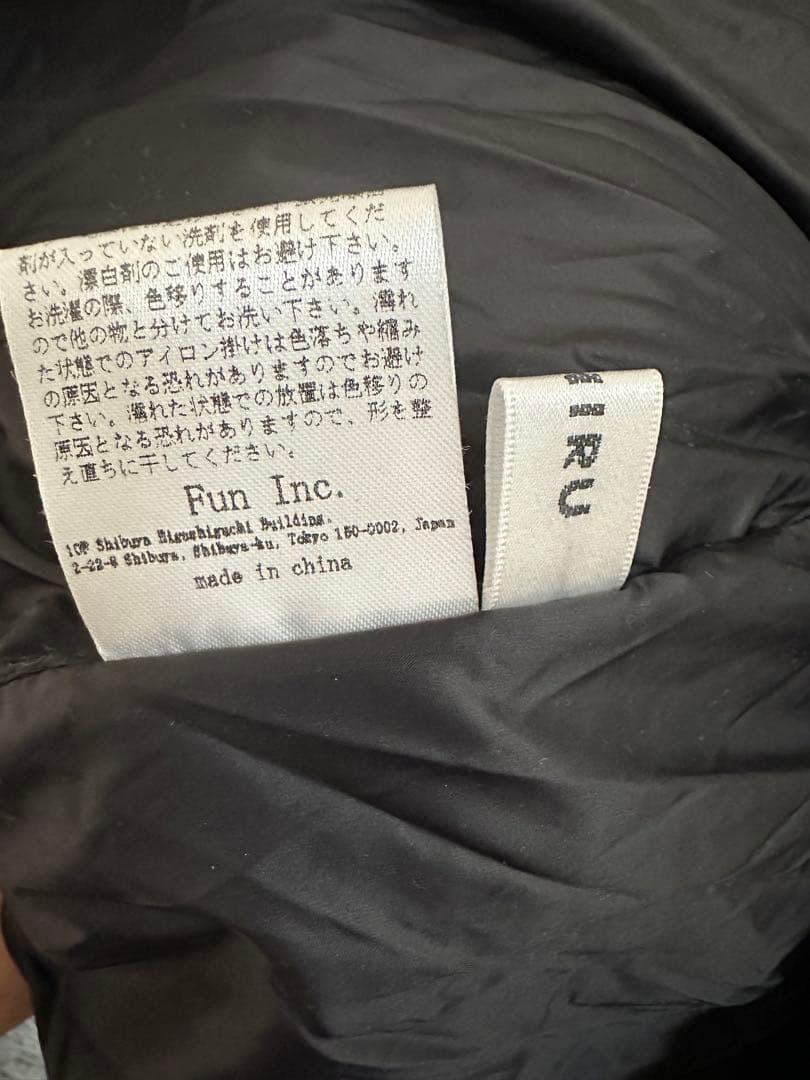 剤が入っていない洗剤を使用してくだ
さい。漂白剤のご使用はお避け下さい。
お洗濯の際、色移りすることがあります
ので他の物と分けてお洗い下さい。濡れ
た状態でのアイロン掛けは色落ちや縮み
の原因となる恐れがありますのでお避け
下さい。濡れた状態での放置は色移りの
原因となる恐れがありますので、形を整
え直ちに干してください。
Fun Inc.
10F Shibuya Higushiguchi Building.
2-22-8 Shibuya, Shibuya-ku, Tokyo 150-0002, Japan
made in china
IRU